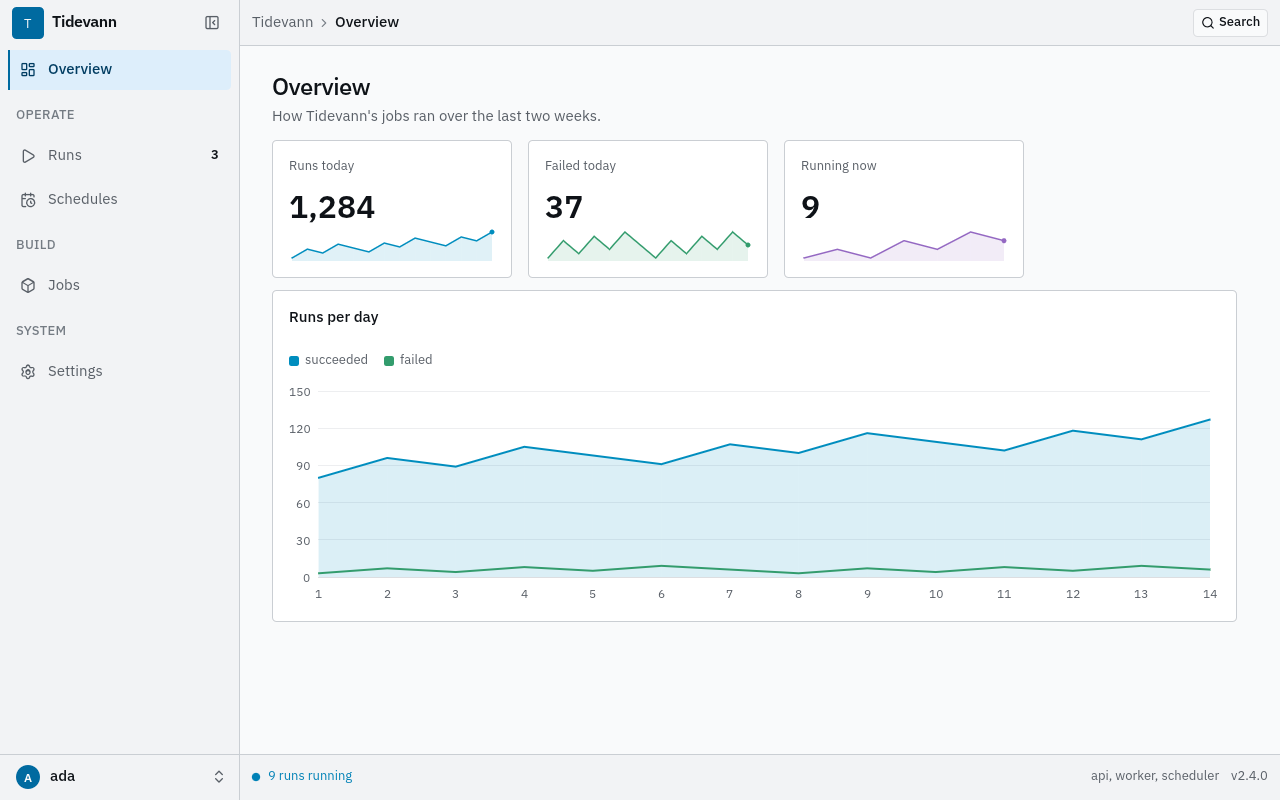 T Tidevann
Tidevann > Overview
Search
Overview
OPERATE
Runs 3
Schedules
BUILD
Jobs
SYSTEM
Settings
A ada
Overview
How Tidevann's jobs ran over the last two weeks.
Runs today
1,284
Failed today
37
Running now
9
Runs per day
succeeded failed
150
120
90
60
30
0
1 2 3 4 5 6 7 8 9 10 11 12 13 14
9 runs running
api, worker, scheduler v2.4.0